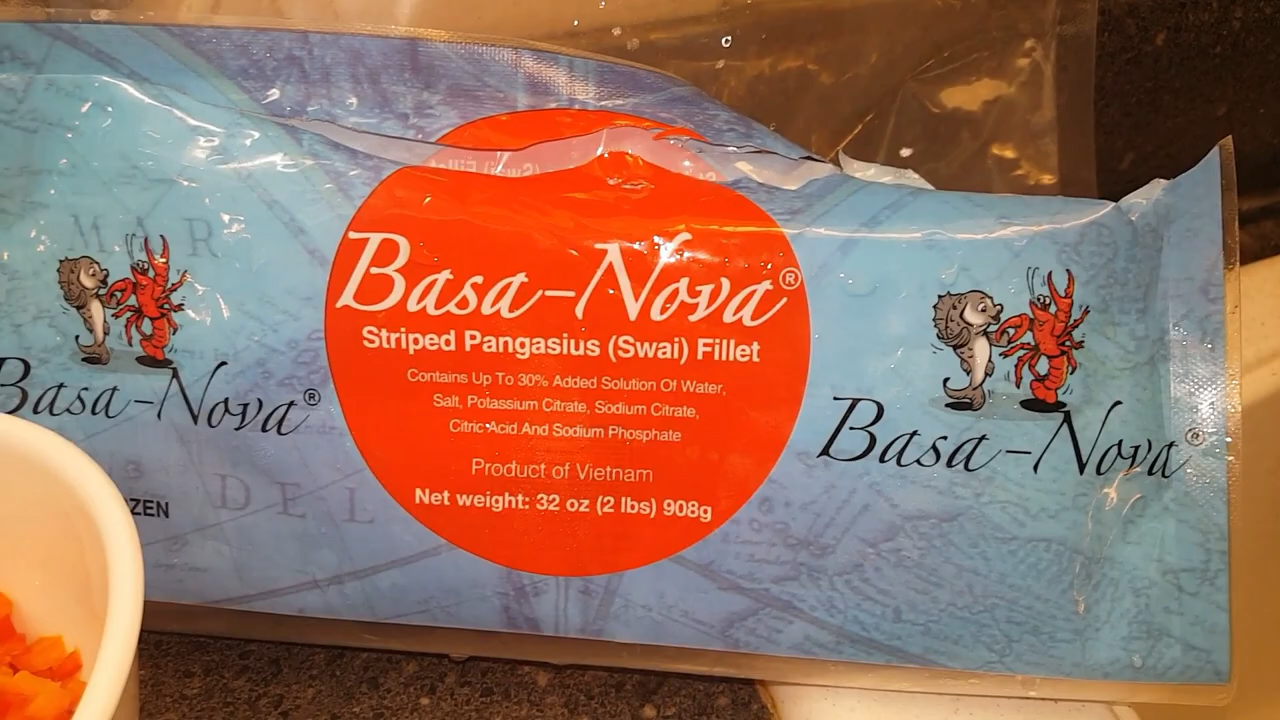 MAR
Basa-Nova®
ZEN
DEL
Basa-Nova®
Striped Pangasius (Swai) Fillet
Contains Up To 30% Added Solution Of Water,
Salt, Potassium Citrate, Sodium Citrate,
Citric Acid And Sodium Phosphate
Product of Vietnam
Net weight: 32 oz (2 lbs) 908g
Basa-Nova®